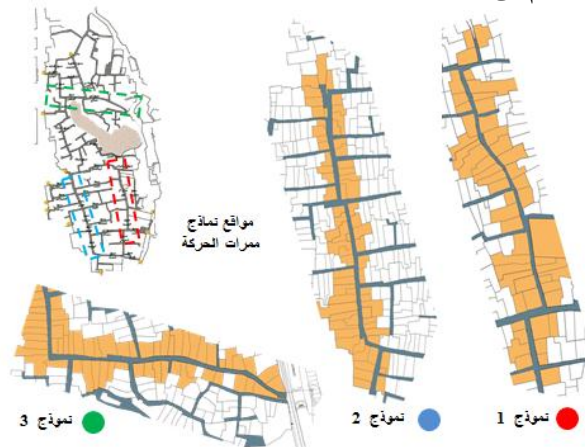 مواقع نماذج
ممرات الحركة
نموذج 1
نموذج 2
نموذج 3